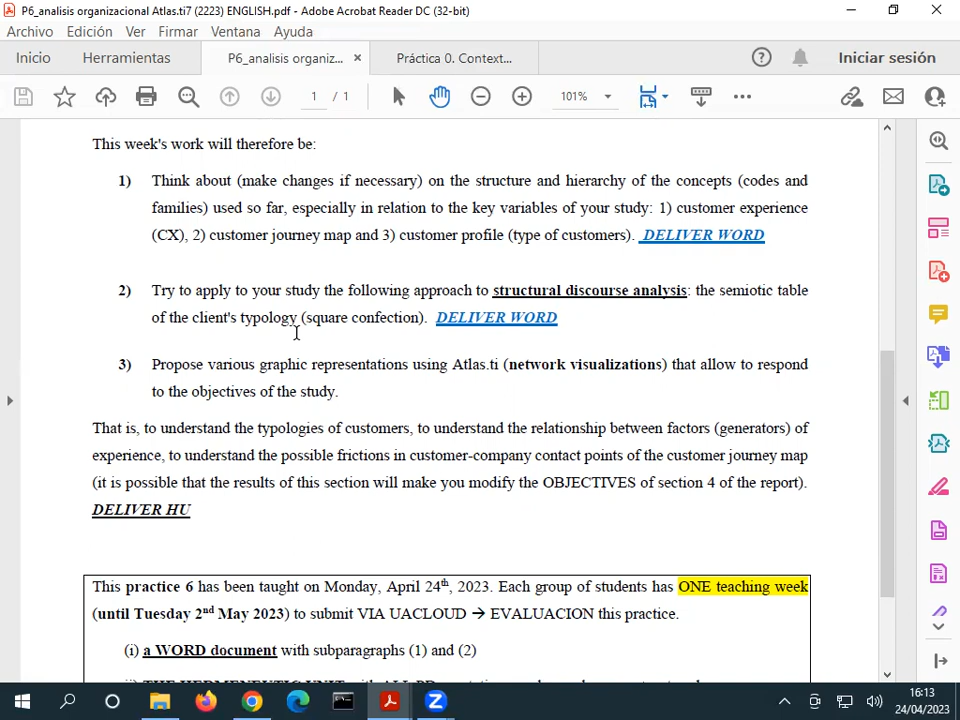 P6_analisis organizacional Atlas.ti7 (2223) ENGLISH.pdf - Adobe Acrobat Reader DC (32-bit)
Archivo Edición Ver Firmar Ventana Ayuda
Inicio Herramientas P6_analisis organiz... × Práctica 0. Context... Iniciar sesión
1 / 1 101%
This week's work will therefore be:
1) Think about (make changes if necessary) on the structure and hierarchy of the concepts (codes and
families) used so far, especially in relation to the key variables of your study: 1) customer experience
(CX), 2) customer journey map and 3) customer profile (type of customers). DELIVER WORD
2) Try to apply to your study the following approach to structural discourse analysis: the semiotic table
of the client's typology (square confection). DELIVER WORD
3) Propose various graphic representations using Atlas.ti (network visualizations) that allow to respond
to the objectives of the study.
That is, to understand the typologies of customers, to understand the relationship between factors (generators) of
experience, to understand the possible frictions in customer-company contact points of the customer journey map
(it is possible that the results of this section will make you modify the OBJECTIVES of section 4 of the report).
DELIVER HU
This practice 6 has been taught on Monday, April 24th, 2023. Each group of students has ONE teaching week
(until Tuesday 2nd May 2023) to submit VIA UACLOUD → EVALUACION this practice.
(i) a WORD document with subparagraphs (1) and (2)
16:13
24/04/2023